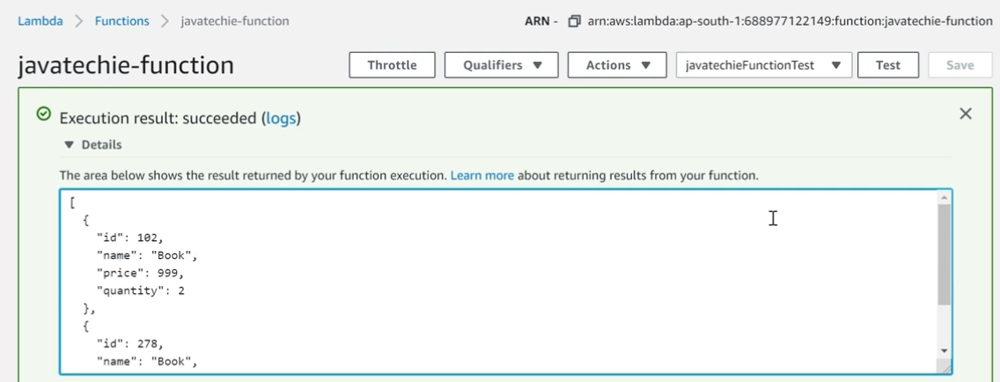 Lambda > Functions > javatechie-function ARN - arn:aws:lambda:ap-south-1:688977122149:function:javatechie-function
javatechie-function Throttle Qualifiers Actions javatechieFunctionTest Test Save
Execution result: succeeded (logs)
Details
The area below shows the result returned by your function execution. Learn more about returning results from your function.
[
  {
    "id": 102,
    "name": "Book",
    "price": 999,
    "quantity": 2
  },
  {
    "id": 278,
    "name": "Book",